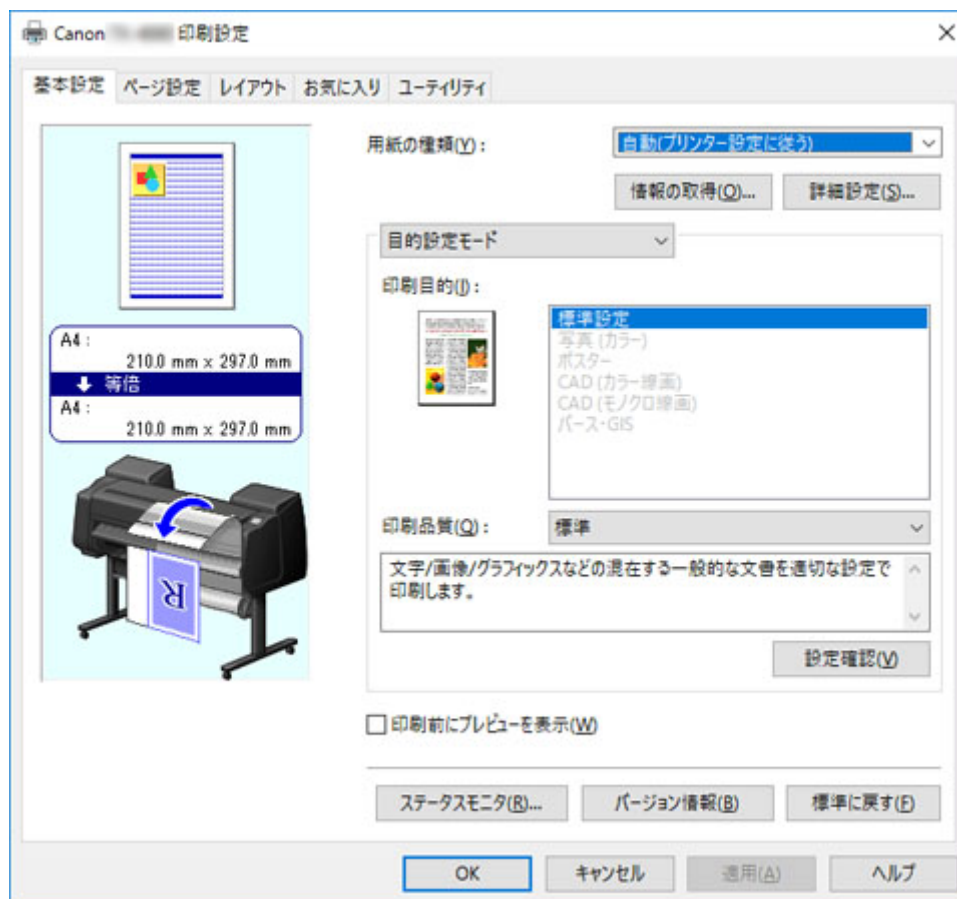 Canon 印刷設定
基本設定 ページ設定 レイアウト お気に入り ユーティリティ
用紙の種類(Y):
自動(プリンター設定に従う)
情報の取得(O)...
詳細設定(S)...
A4 :
210.0 mm x 297.0 mm
等倍
A4 :
210.0 mm x 297.0 mm
R
目的設定モード
印刷目的(J):
標準設定
写真 (カラー)
ポスター
CAD (カラー線画)
CAD (モノクロ線画)
パース・GIS
印刷品質(Q):
標準
文字/画像/グラフィックスなどの混在する一般的な文書を適切な設定で
印刷します。
設定確認(V)
印刷前にプレビューを表示(W)
ステータスモニタ(R)...
バージョン情報(B)
標準に戻す(F)
OK
キャンセル
適用(A)
ヘルプ